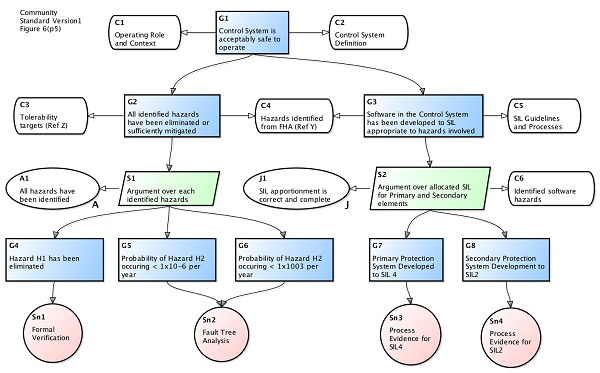 Community
Standard Version1
Figure 6(p5)
C1
Operating Role
and Context
G1
Control System is
acceptably safe to
operate
C2
Control System
Definition
C3
Tolerability
targets (Ref Z)
G2
All identified hazards
have been eliminated or
sufficiently mitigated
C4
Hazards identified
from FHA (Ref Y)
G3
Software in the Control System
has been developed to SIL
appropriate to hazards involved
C5
SIL Guidelines
and Processes
A1
All hazards have
been identified
A
S1
Argument over each
identified hazards
J1
SIL apportionment is
correct and complete
J
S2
Argument over allocated SIL
for Primary and Secondary
elements
C6
Identified software
hazards
G4
Hazard H1 has been
eliminated
G5
Probability of Hazard H2
occuring < 1x10-6 per
year
G6
Probability of Hazard H2
occuring < 1x1003 per
year
G7
Primary Protection
System Developed to
SIL 4
G8
Secondary Protection
System Development to
SIL2
Sn1
Formal
Verification
Sn2
Fault Tree
Analysis
Sn3
Process
Evidence for
SIL4
Sn4
Process
Evidence for
SIL2